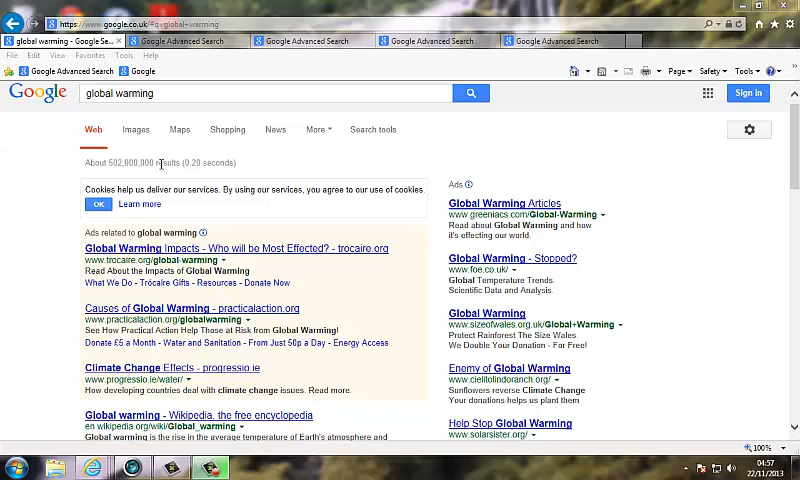 https://www.google.co.uk/#q=global+warming
global warming - Google Se...
Google Advanced Search
Google Advanced Search
Google Advanced Search
Google Advanced Search
File Edit View Favorites Tools Help
Google Advanced Search Google
Page Safety Tools
Google
global warming
Sign in
Web Images Maps Shopping News More Search tools
About 502,000,000 results (0.20 seconds)
Cookies help us deliver our services. By using our services, you agree to our use of cookies.
OK Learn more
Ads related to global warming
Global Warming Impacts - Who will be Most Effected? - trocaire.org
www.trocaire.org/global-warming
Read About the Impacts of Global Warming
What We Do - Trócaire Gifts - Resources - Donate Now
Causes of Global Warming - practicalaction.org
www.practicalaction.org/globalwarming
See How Practical Action Help Those at Risk from Global Warming!
Donate £5 a Month - Water and Sanitation - From Just 50p a Day - Energy Access
Climate Change Effects - progressio.ie
www.progressio.ie/water/
How developing countries deal with climate change issues. Read more.
Global warming - Wikipedia, the free encyclopedia
en.wikipedia.org/wiki/Global_warming
Global warming is the rise in the average temperature of Earth's atmosphere and
Ads
Global Warming Articles
www.greeniacs.com/Global-Warming
Read about Global Warming and how
it's effecting our world.
Global Warming - Stopped?
www.foe.co.uk/
Global Temperature Trends.
Scientific Data and Analysis.
Global Warming
www.sizeofwales.org.uk/Global+Warming
Protect Rainforest The Size Wales.
We Double Your Donation - For Free!
Enemy of Global Warming
www.cielitolindoranch.org/
Sunflowers reverse Climate Change
Your donations helps us plant them
Help Stop Global Warming
www.solarsister.org/
100%
04:57
22/11/2013